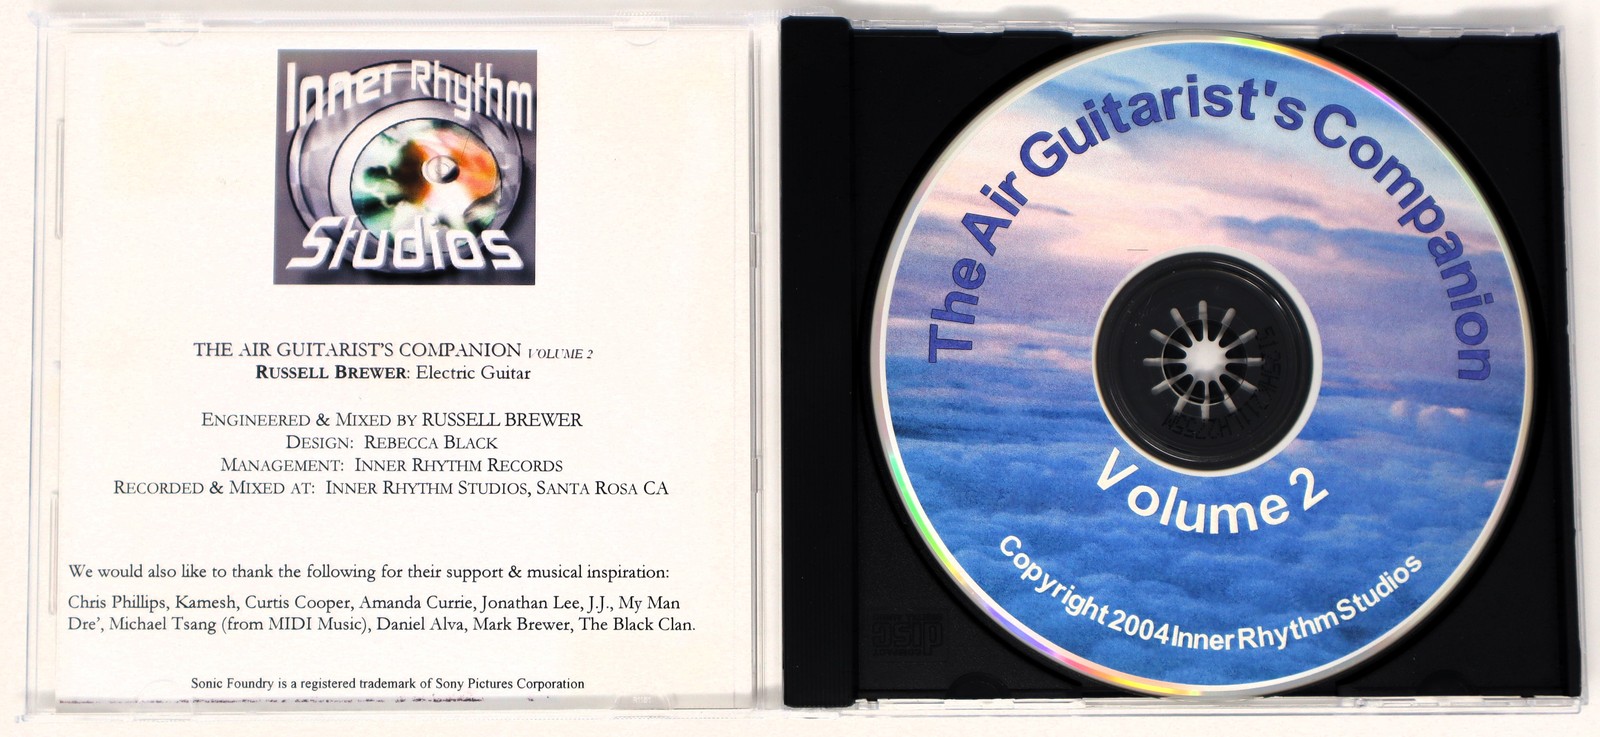 Inner Rhythm
Studios
THE AIR GUITARIST'S COMPANION VOLUME 2
RUSSELL BREWER: Electric Guitar
ENGINEERED & MIXED BY RUSSELL BREWER
DESIGN: REBECCA BLACK
MANAGEMENT: INNER RHYTHM RECORDS
RECORDED & MIXED AT: INNER RHYTHM STUDIOS, SANTA ROSA CA
We would also like to thank the following for their support & musical inspiration:
Chris Phillips, Kamesh, Curtis Cooper, Amanda Currie, Jonathan Lee, J.J., My Man
Dre', Michael Tsang (from MIDI Music), Daniel Alva, Mark Brewer, The Black Clan.
Sonic Foundry is a registered trademark of Sony Pictures Corporation
The Air Guitarist's Companion
Volume 2
Copyright 2004 Inner Rhythm Studios
disc